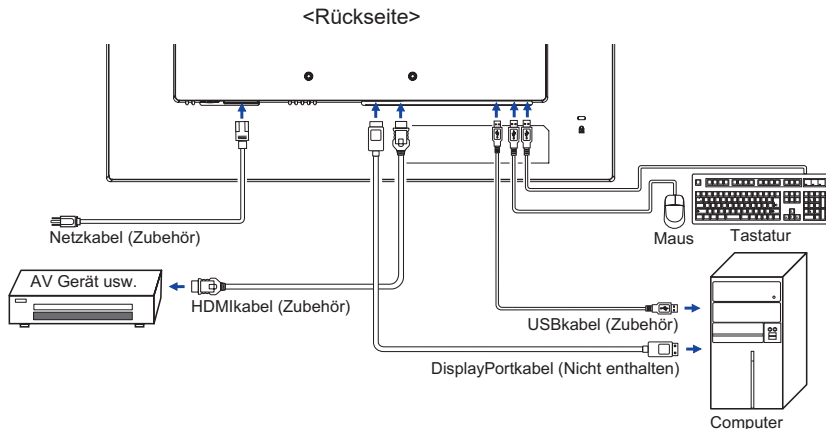 <Rückseite>
Netzkabel (Zubehör)
Maus
Tastatur
AV Gerät usw.
HDMIkabel (Zubehör)
USBkabel (Zubehör)
DisplayPortkabel (Nicht enthalten)
Computer